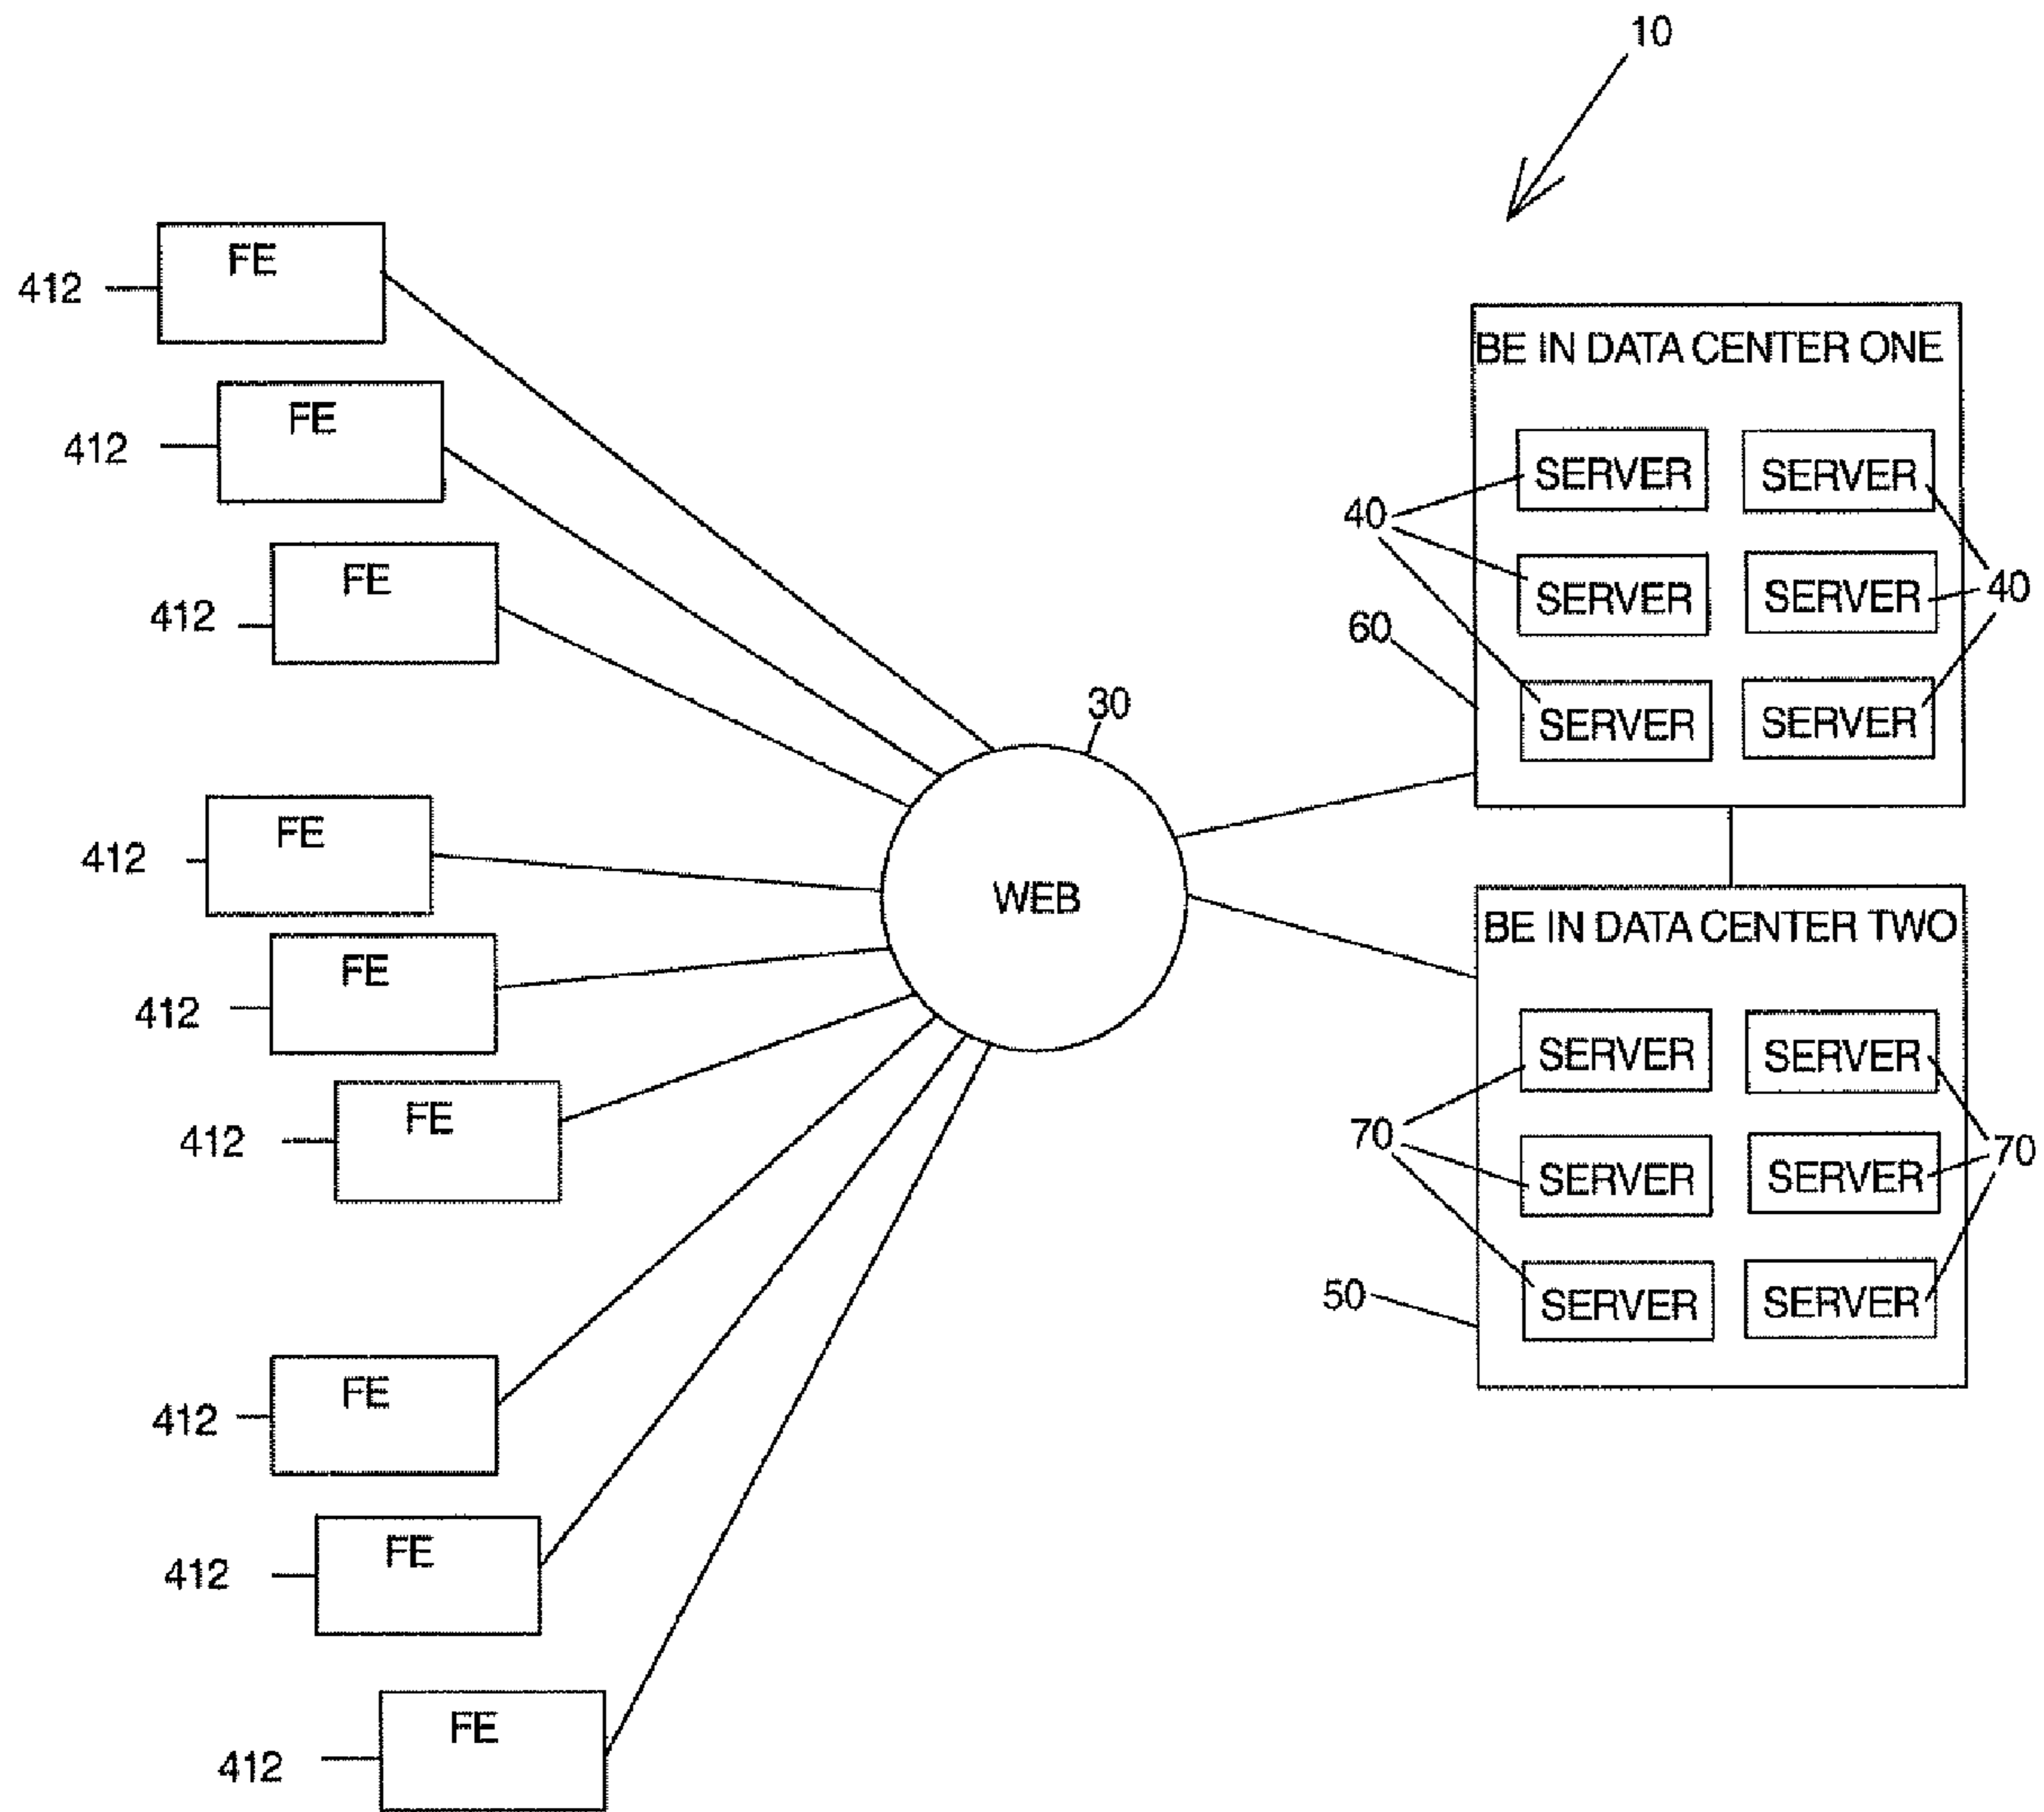 10
FE
412
FE
412
FE
412
FE
412
FE
412
FE
412
FE
412
FE
412
FE
412
30
WEB
BE IN DATA CENTER ONE
SERVER SERVER
40
SERVER SERVER
40
60
SERVER SERVER
BE IN DATA CENTER TWO
SERVER SERVER
70
SERVER SERVER
70
50
SERVER SERVER